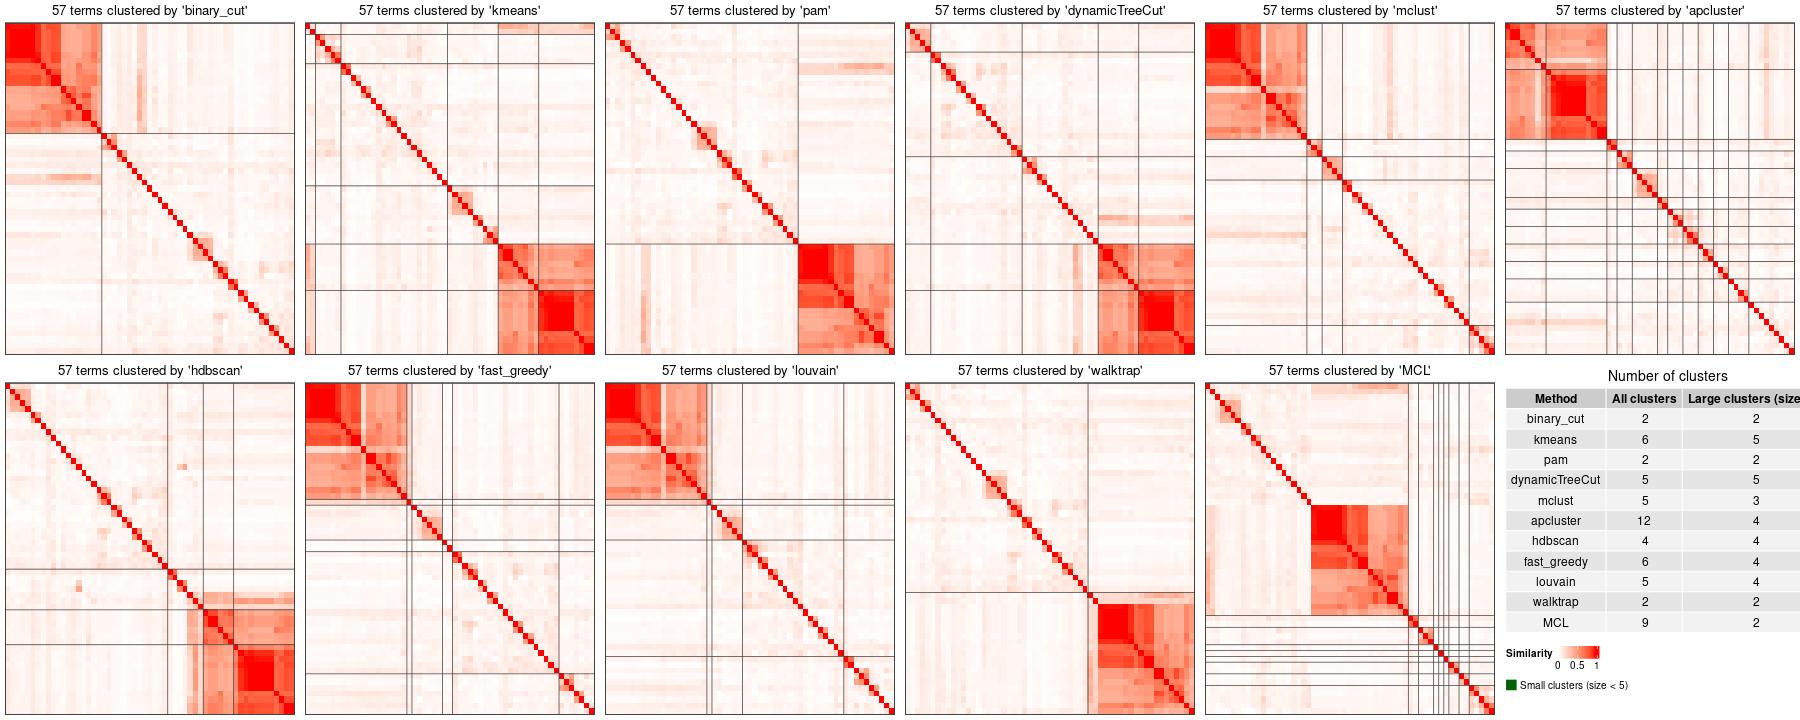 57 terms clustered by 'binary_cut'
57 terms clustered by 'kmeans'
57 terms clustered by 'pam'
57 terms clustered by 'dynamicTreeCut'
57 terms clustered by 'mclust'
57 terms clustered by 'apcluster'
57 terms clustered by 'hdbscan'
57 terms clustered by 'fast_greedy'
57 terms clustered by 'louvain'
57 terms clustered by 'walktrap'
57 terms clustered by 'MCL'
Number of clusters
Method All clusters Large clusters (size
binary_cut 2 2
kmeans 6 5
pam 2 2
dynamicTreeCut 5 5
mclust 5 3
apcluster 12 4
hdbscan 4 4
fast_greedy 6 4
louvain 5 4
walktrap 2 2
MCL 9 2
Similarity
0 0.5 1
Small clusters (size < 5)